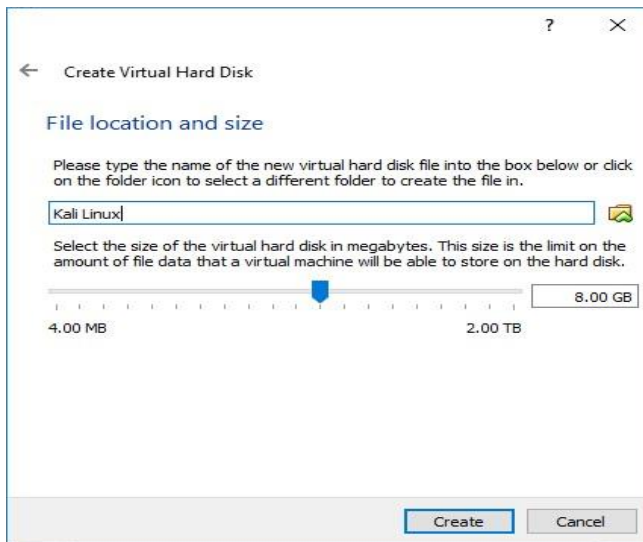 ?
Create Virtual Hard Disk
File location and size
Please type the name of the new virtual hard disk file into the box below or click
on the folder icon to select a different folder to create the file in.
Kali Linux
Select the size of the virtual hard disk in megabytes. This size is the limit on the
amount of file data that a virtual machine will be able to store on the hard disk.
8.00 GB
4.00 MB 2.00 TB
Create Cancel